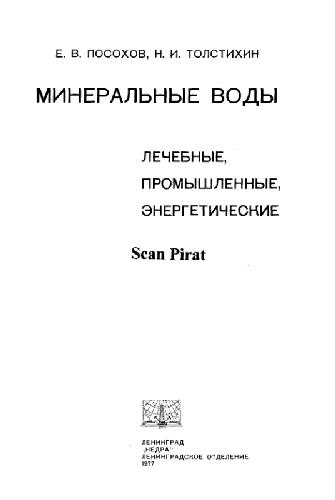 Е. В. ПОСОХОВ, Н. И. ТОЛСТИХИН
МИНЕРАЛЬНЫЕ ВОДЫ
ЛЕЧЕБНЫЕ,
ПРОМЫШЛЕННЫЕ,
ЭНЕРГЕТИЧЕСКИЕ
Scan Pirat
ЛЕНИНГРАД
„НЕДРА“
ЛЕНИНГРАДСКОЕ ОТДЕЛЕНИЕ
1977